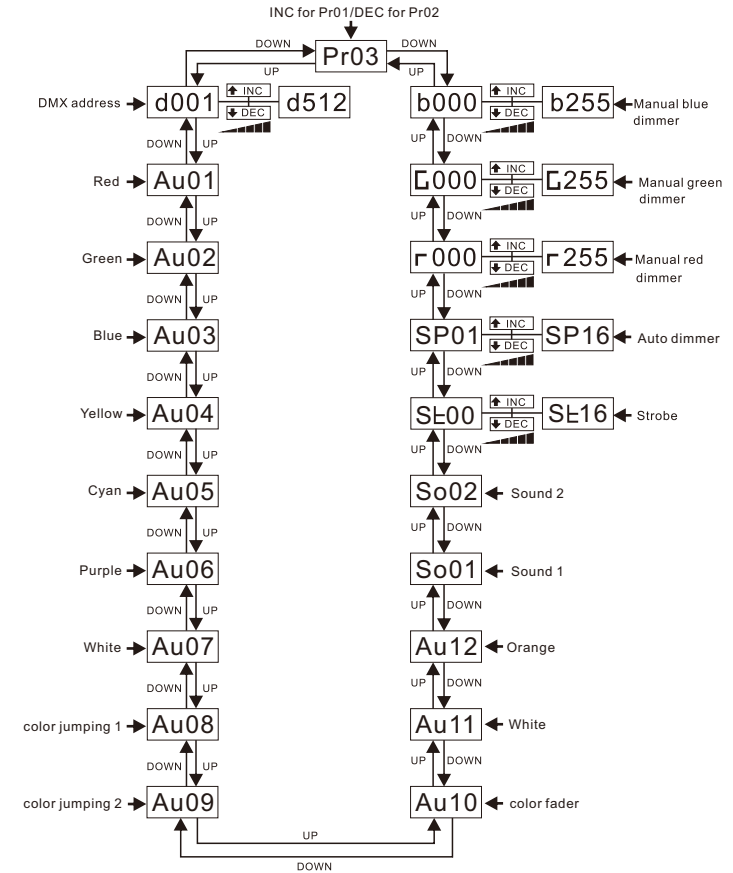 INC for Pr01/DEC for Pr02
DOWN
Pr03
DOWN
UP
UP
DMX address
d001
INC
DEC
d512
b000
INC
DEC
b255
Manual blue
dimmer
DOWN
UP
UP
DOWN
Red
Au01
G000
INC
DEC
G255
Manual green
dimmer
DOWN
UP
UP
DOWN
Green
Au02
r000
INC
DEC
r255
Manual red
dimmer
DOWN
UP
UP
DOWN
Blue
Au03
SP01
INC
DEC
SP16
Auto dimmer
DOWN
UP
UP
DOWN
Yellow
Au04
St00
INC
DEC
St16
Strobe
DOWN
UP
UP
DOWN
Cyan
Au05
So02
Sound 2
DOWN
UP
UP
DOWN
Purple
Au06
So01
Sound 1
DOWN
UP
UP
DOWN
White
Au07
Au12
Orange
DOWN
UP
UP
DOWN
color jumping 1
Au08
Au11
White
DOWN
UP
UP
DOWN
color jumping 2
Au09
Au10
color fader
UP
DOWN